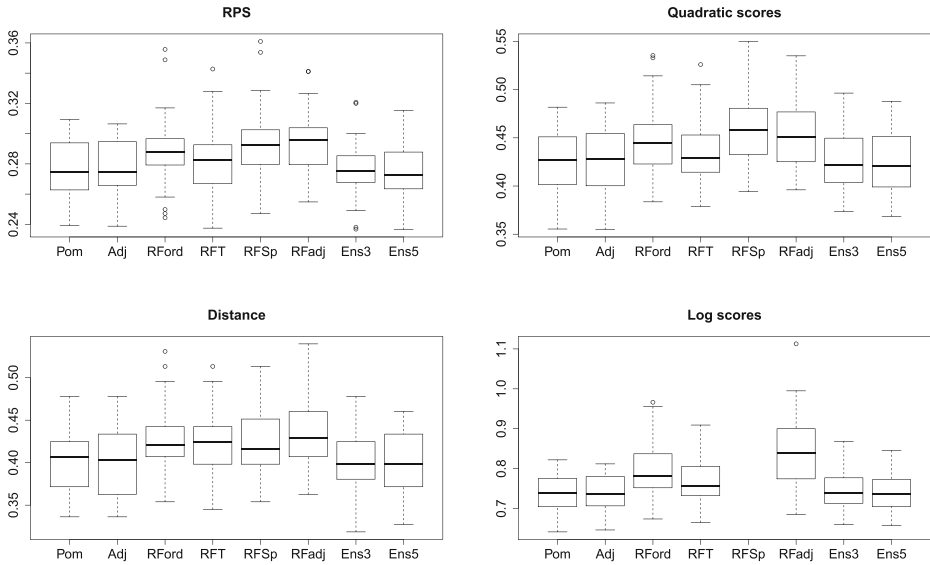 RPS
0.36
0.32
0.28
0.24
Pom Adj RFord RFT RFSp RFadj Ens3 Ens5
Quadratic scores
0.55
0.50
0.45
0.40
0.35
Pom Adj RFord RFT RFSp RFadj Ens3 Ens5
Distance
0.50
0.45
0.40
0.35
Pom Adj RFord RFT RFSp RFadj Ens3 Ens5
Log scores
1.1
1.0
0.9
0.8
0.7
Pom Adj RFord RFT RFSp RFadj Ens3 Ens5